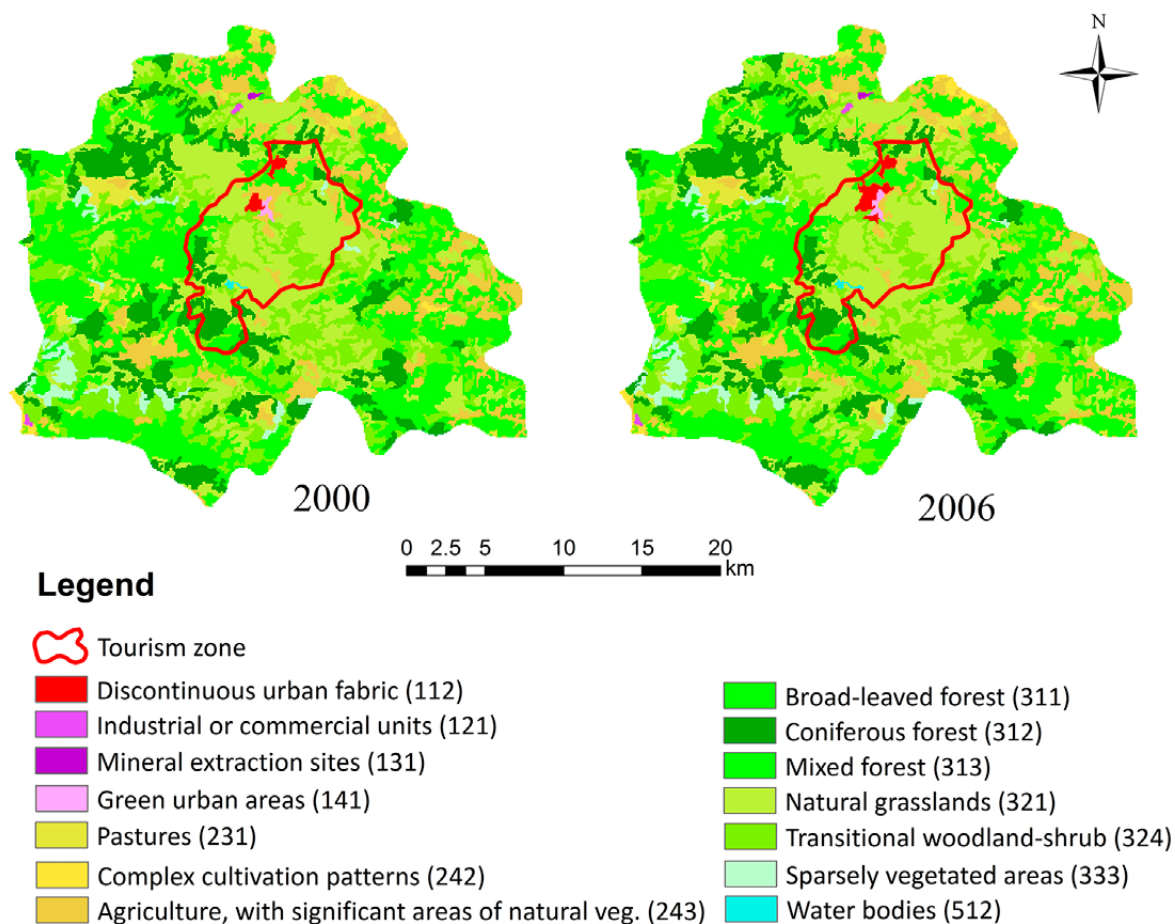 N
2000
2006
0 2.5 5 10 15 20
km
Legend
Tourism zone
Discontinuous urban fabric (112)
Industrial or commercial units (121)
Mineral extraction sites (131)
Green urban areas (141)
Pastures (231)
Complex cultivation patterns (242)
Agriculture, with significant areas of natural veg. (243)
Broad-leaved forest (311)
Coniferous forest (312)
Mixed forest (313)
Natural grasslands (321)
Transitional woodland-shrub (324)
Sparsely vegetated areas (333)
Water bodies (512)